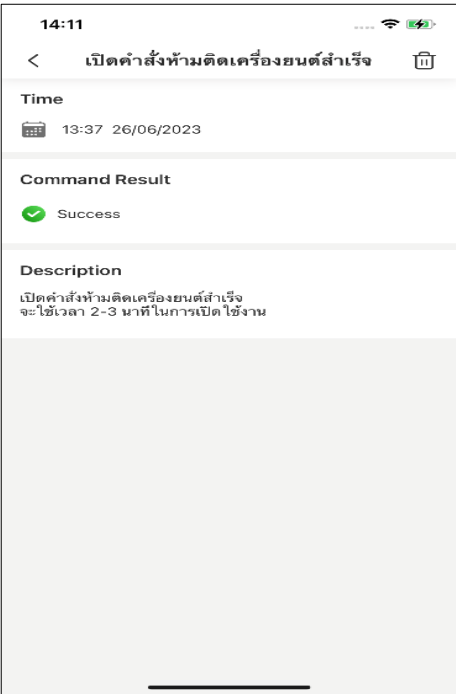 14:11
เปิดคำสั่งห้ามติดเครื่องยนต์สำเร็จ
Time
13:37 26/06/2023
Command Result
Success
Description
เปิดคำสั่งห้ามติดเครื่องยนต์สำเร็จ
จะใช้เวลา 2-3 นาทีในการเปิดใช้งาน